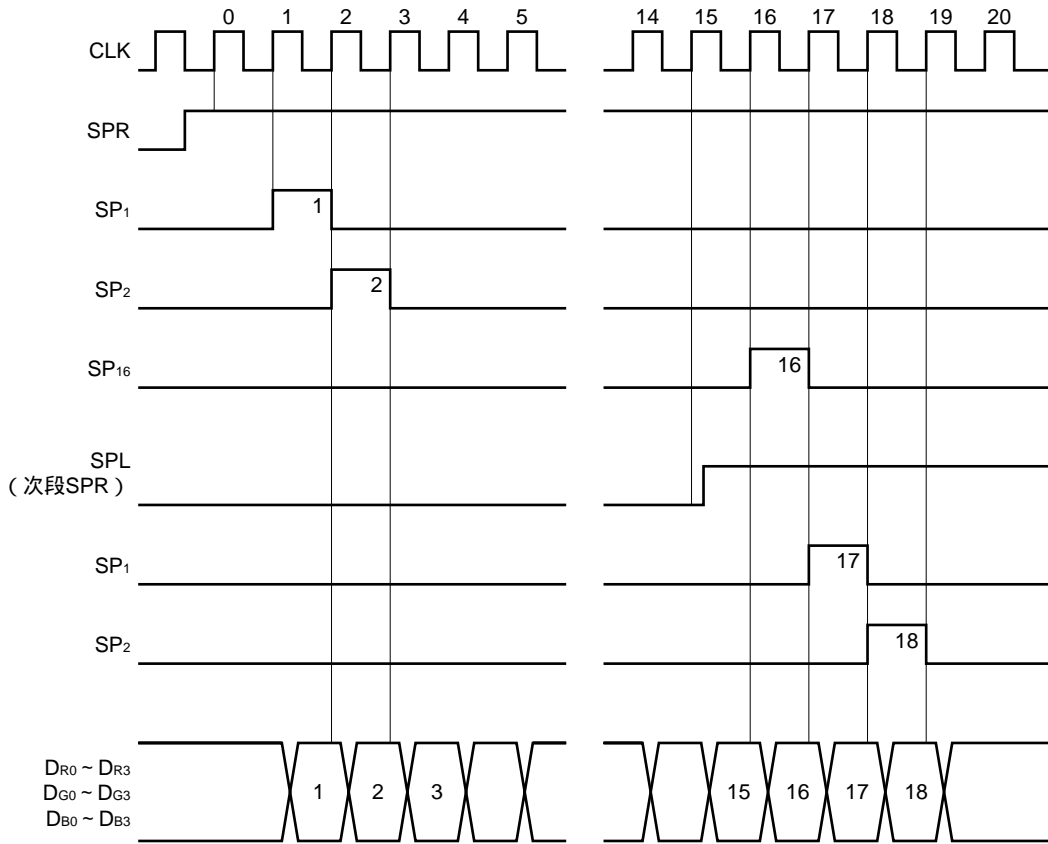 0 1 2 3 4 5 14 15 16 17 18 19 20
CLK
SPR
SP1
1
SP2
2
SP16
16
SPL
(次段SPR)
SP1
17
SP2
18
DR0 ~ DR3
DG0 ~ DG3
DB0 ~ DB3
1 2 3 15 16 17 18